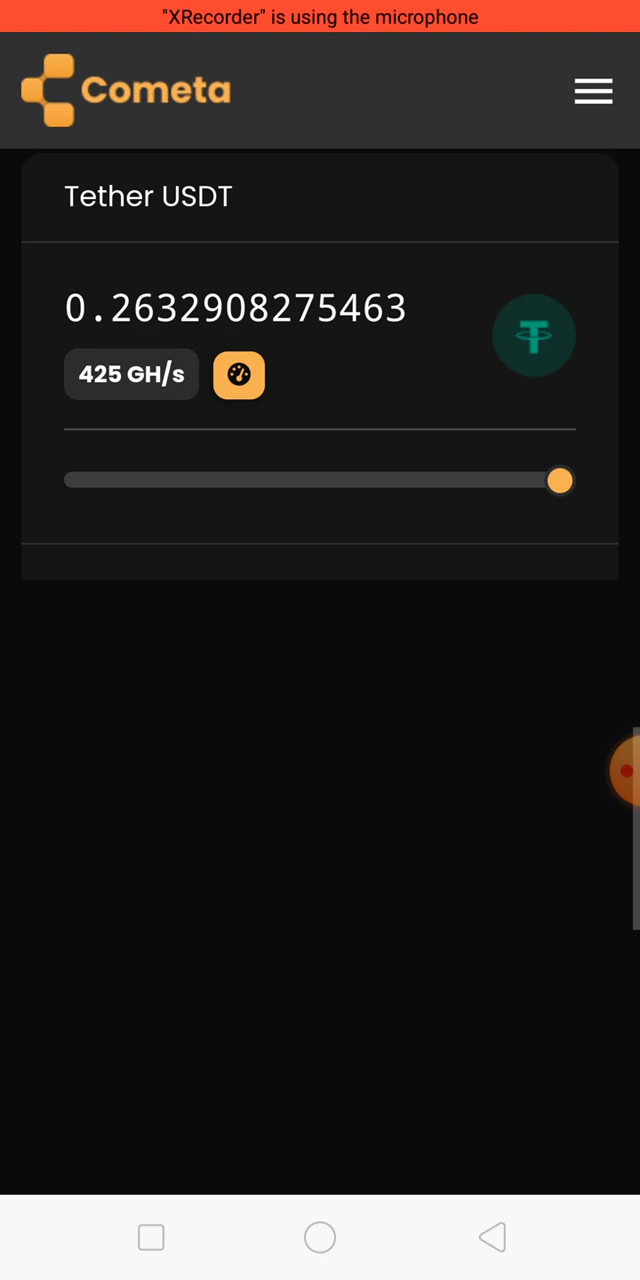 "XRecorder" is using the microphone
Cometa
Tether USDT
0.2632908275463
425 GH/s